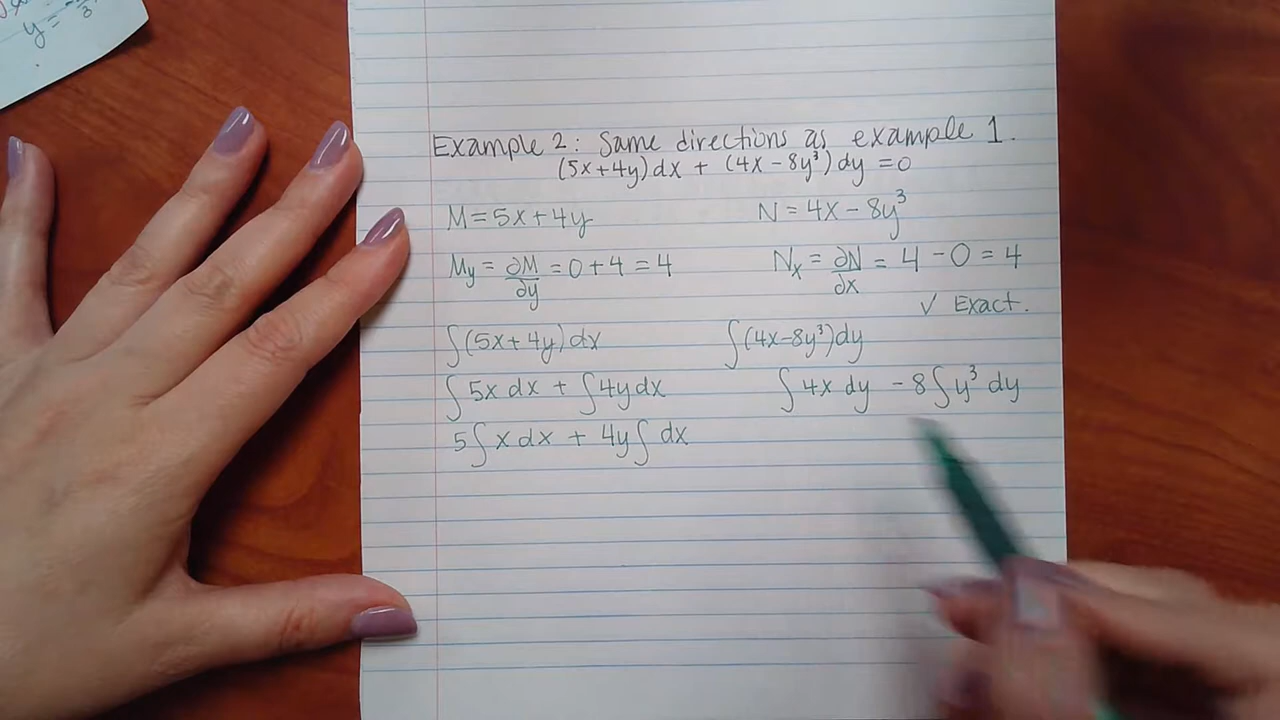 y =
Example 2: Same directions as example 1.
(5x+4y)dx + (4x-8y³)dy = 0
M = 5x + 4y N = 4x - 8y³
My = ∂M/∂y = 0 + 4 = 4 Nx = ∂N/∂x = 4 - 0 = 4
✓ Exact.
∫(5x+4y)dx ∫(4x-8y³)dy
∫5x dx + ∫4y dx ∫4x dy - 8∫y³ dy
5∫x dx + 4y∫dx